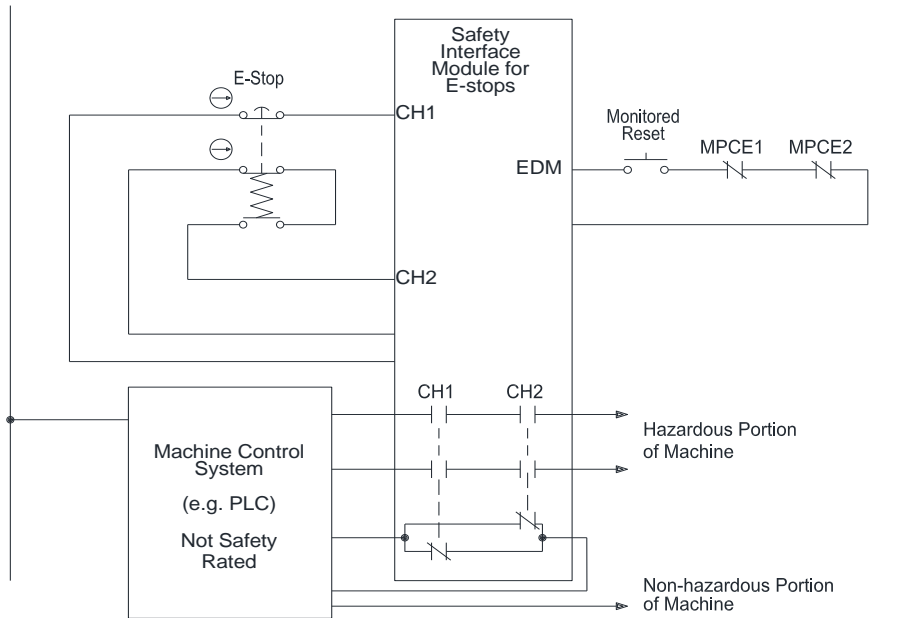 Safety
Interface
Module for
E-stops
E-Stop
CH1
Monitored
Reset
MPCE1
MPCE2
EDM
CH2
CH1
CH2
Hazardous Portion
of Machine
Machine Control
System
(e.g. PLC)
Not Safety
Rated
Non-hazardous Portion
of Machine